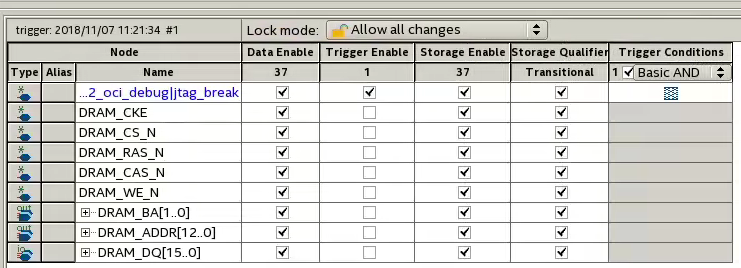 trigger: 2018/11/07 11:21:34 #1 Lock mode: Allow all changes
Node Data Enable Trigger Enable Storage Enable Storage Qualifier Trigger Conditions
Type Alias Name 37 1 37 Transitional 1 Basic AND
...2_oci_debug|jtag_break
DRAM_CKE
DRAM_CS_N
DRAM_RAS_N
DRAM_CAS_N
DRAM_WE_N
DRAM_BA[1..0]
DRAM_ADDR[12..0]
DRAM_DQ[15..0]